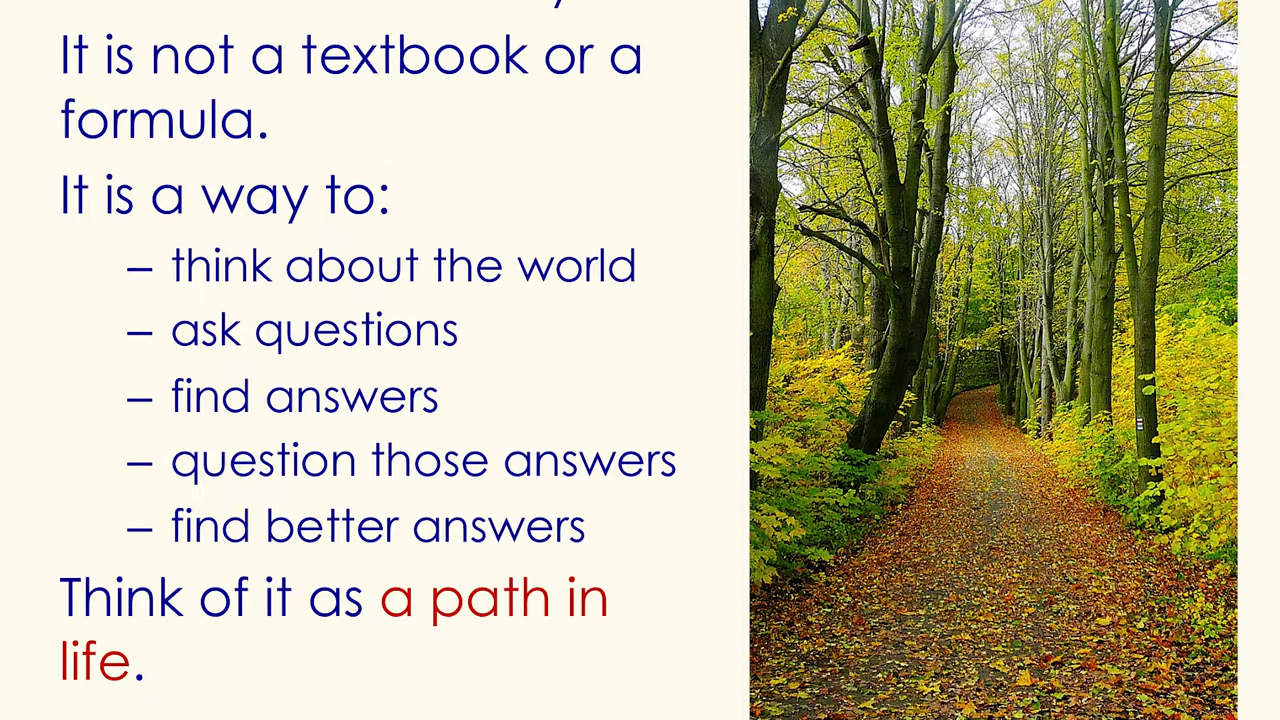 It is not a textbook or a
formula.
It is a way to:
– think about the world
– ask questions
– find answers
– question those answers
– find better answers
Think of it as a path in
life.